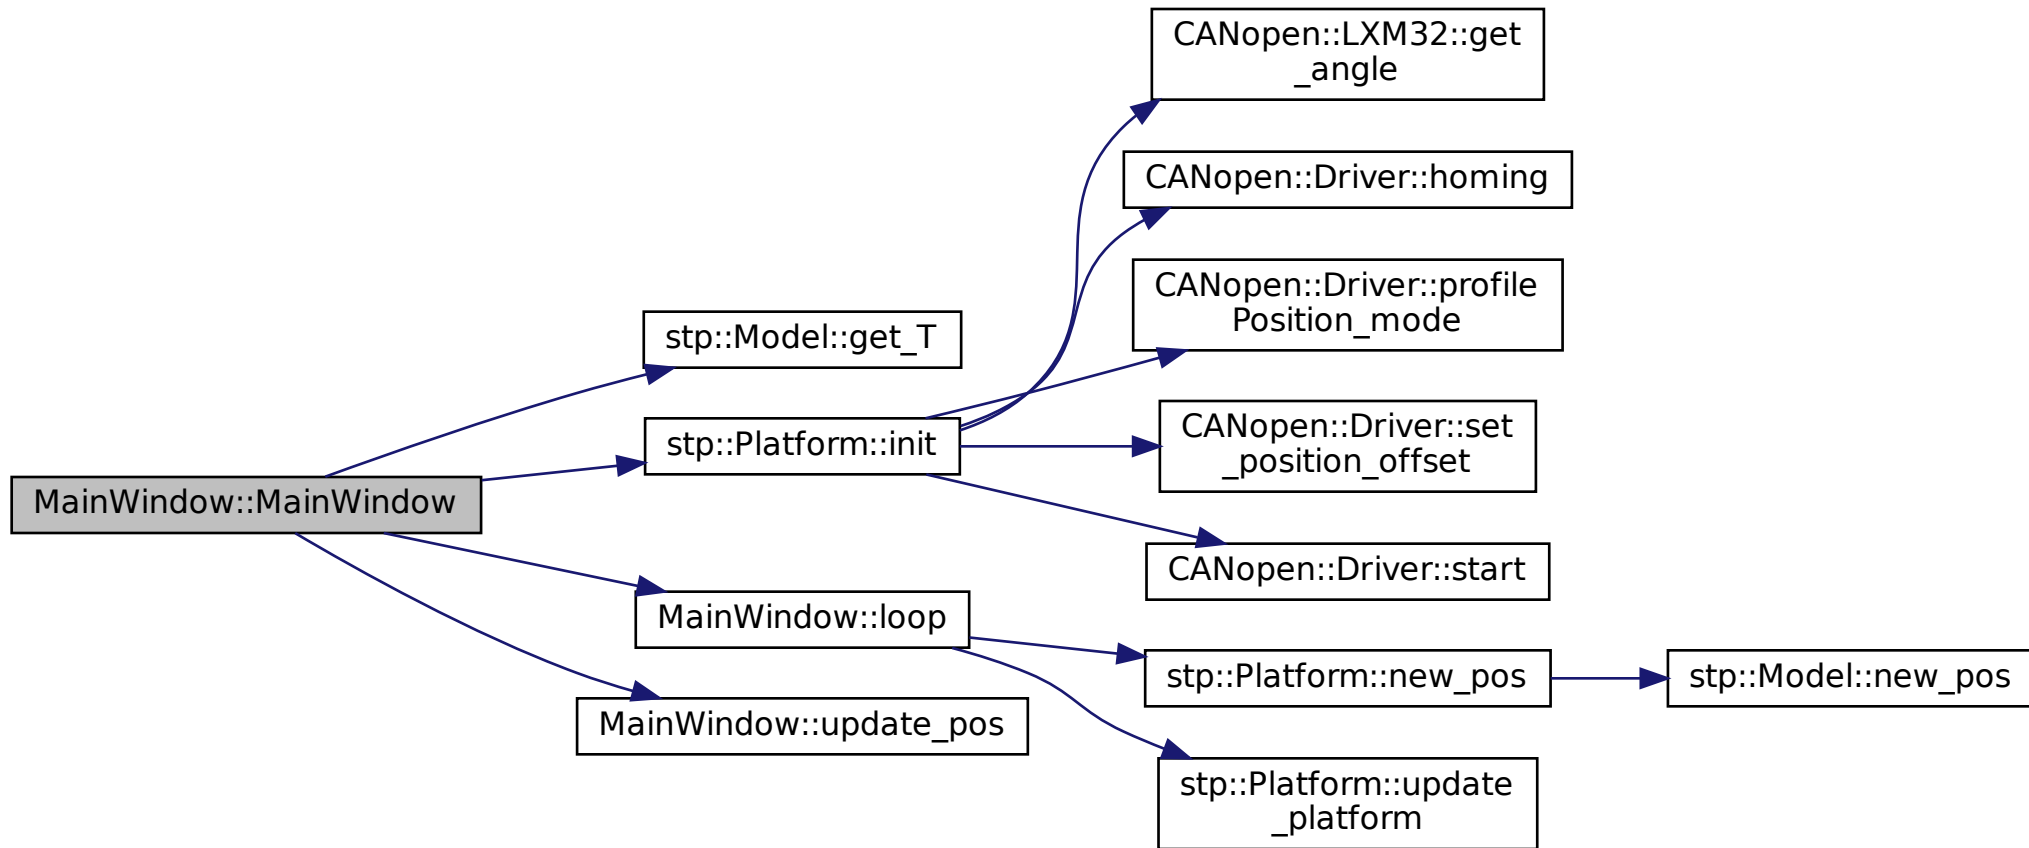 CANopen::LXM32::get
_angle
CANopen::Driver::homing
CANopen::Driver::profile
Position_mode
stp::Model::get_T
CANopen::Driver::set
_position_offset
stp::Platform::init
MainWindow::MainWindow
CANopen::Driver::start
MainWindow::loop
stp::Platform::new_pos
stp::Model::new_pos
MainWindow::update_pos
stp::Platform::update
_platform